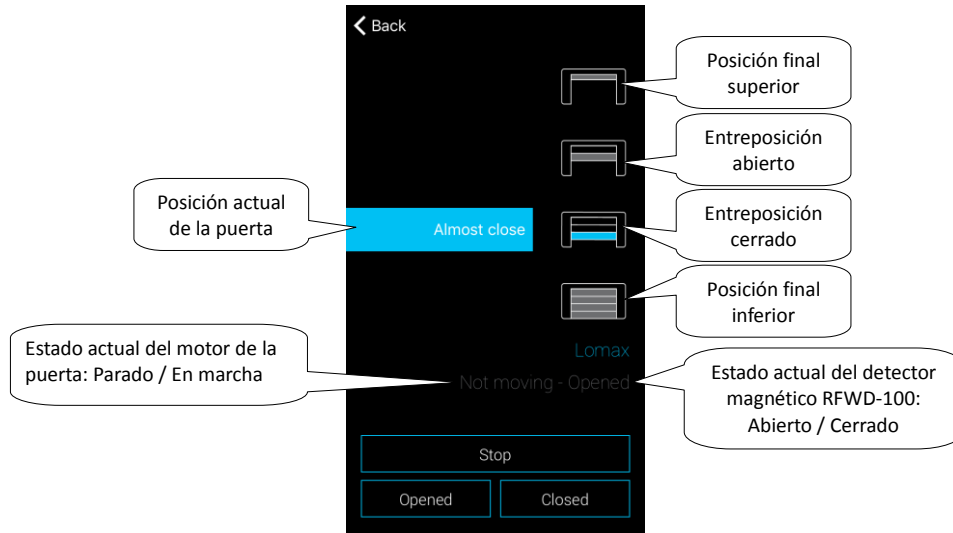 Back
Posición final
superior
Entreposición
abierto
Posición actual
de la puerta
Almost close
Entreposición
cerrado
Posición final
inferior
Lomax
Estado actual del motor de la
puerta: Parado / En marcha
Not moving - Opened
Estado actual del detector
magnético RFWD-100:
Abierto / Cerrado
Stop
Opened
Closed